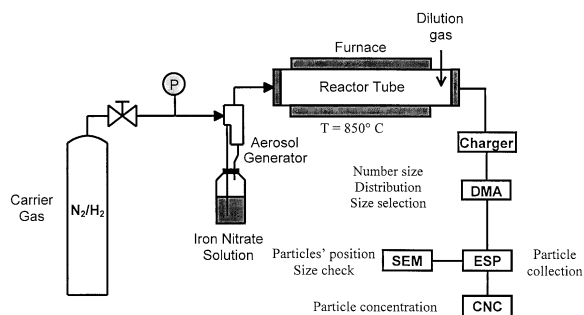 Dilution
gas
Furnace
P
Reactor Tube
T = 850° C
Aerosol
Generator
Charger
Number size
Distribution
Size selection
DMA
Carrier
Gas
N2/H2
Iron Nitrate
Solution
Particles' position
Size check
SEM
ESP
Particle
collection
Particle concentration
CNC